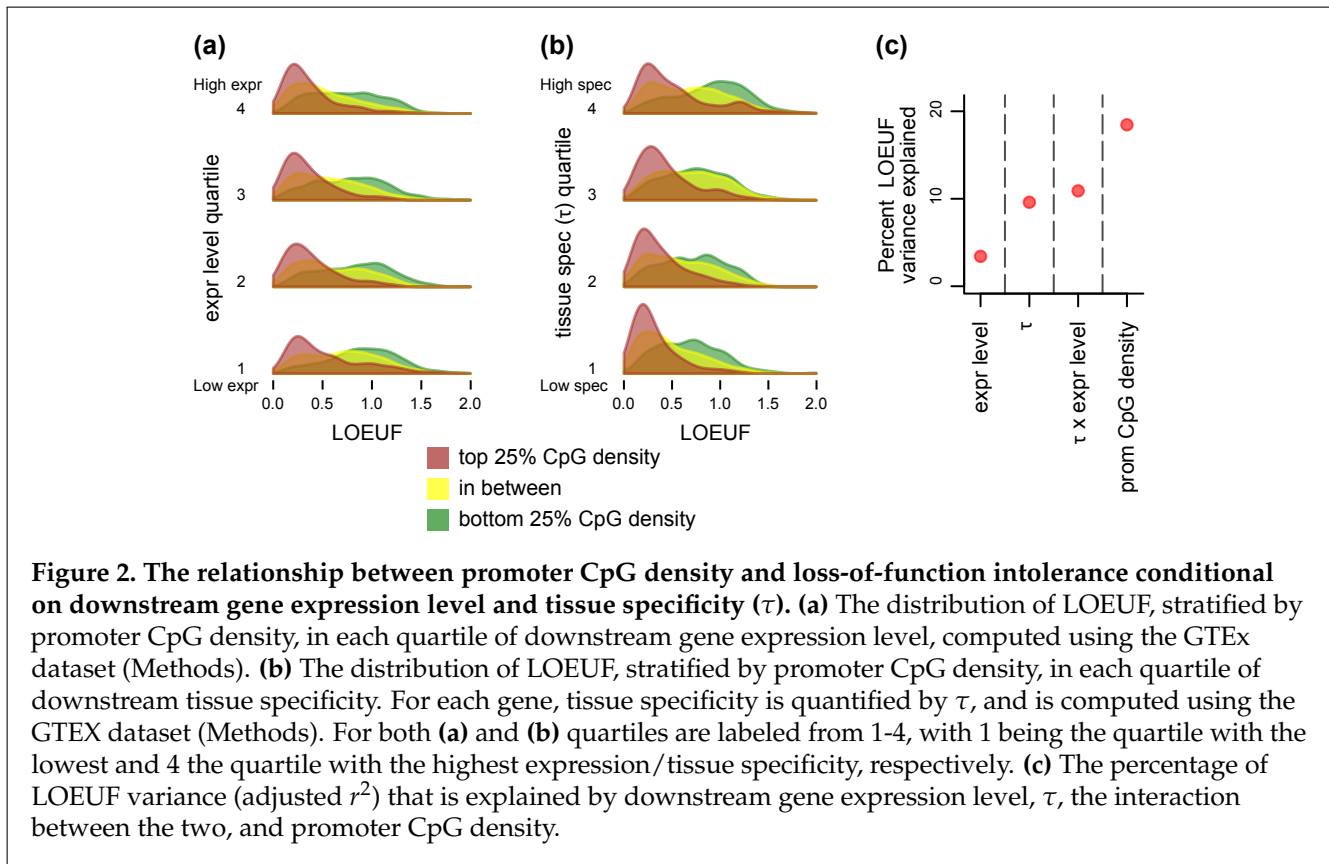 (a)
High expr
4
3
2
1
Low expr
expr level quartile
0.0 0.5 1.0 1.5 2.0
LOEUF
(b)
High spec
4
3
2
1
Low spec
tissue spec (τ) quartile
0.0 0.5 1.0 1.5 2.0
LOEUF
top 25% CpG density
in between
bottom 25% CpG density
(c)
Percent LOEUF
variance explained
20
10
0
expr level
τ
τ x expr level
prom CpG density
Figure 2. The relationship between promoter CpG density and loss-of-function intolerance conditional
on downstream gene expression level and tissue specificity (τ). (a) The distribution of LOEUF, stratified by
promoter CpG density, in each quartile of downstream gene expression level, computed using the GTEx
dataset (Methods). (b) The distribution of LOEUF, stratified by promoter CpG density, in each quartile of
downstream tissue specificity. For each gene, tissue specificity is quantified by τ, and is computed using the
GTEX dataset (Methods). For both (a) and (b) quartiles are labeled from 1-4, with 1 being the quartile with the
lowest and 4 the quartile with the highest expression/tissue specificity, respectively. (c) The percentage of
LOEUF variance (adjusted r²) that is explained by downstream gene expression level, τ, the interaction
between the two, and promoter CpG density.